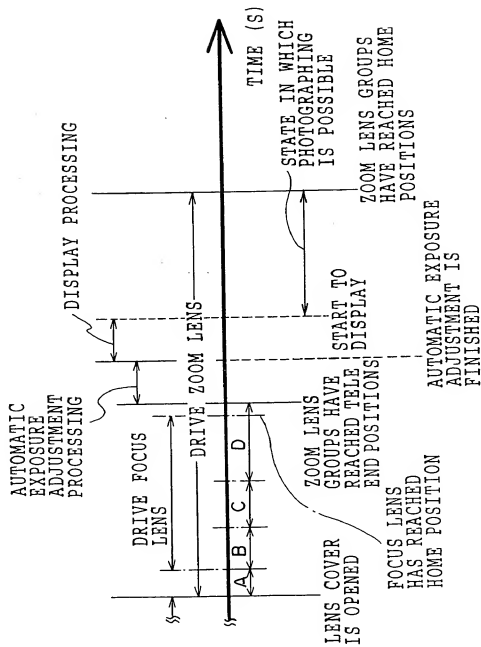 AUTOMATIC
EXPOSURE
ADJUSTMENT
PROCESSING
DISPLAY PROCESSING
DRIVE FOCUS
LENS
DRIVE ZOOM LENS
A
B
C
D
TIME (S)
LENS COVER
IS OPENED
FOCUS LENS
HAS REACHED
HOME POSITION
ZOOM LENS
GROUPS HAVE
REACHED TELE
END POSITIONS
AUTOMATIC EXPOSURE
ADJUSTMENT IS
FINISHED
START TO
DISPLAY
STATE IN WHICH
PHOTOGRAPHING
IS POSSIBLE
ZOOM LENS GROUPS
HAVE REACHED HOME
POSITIONS